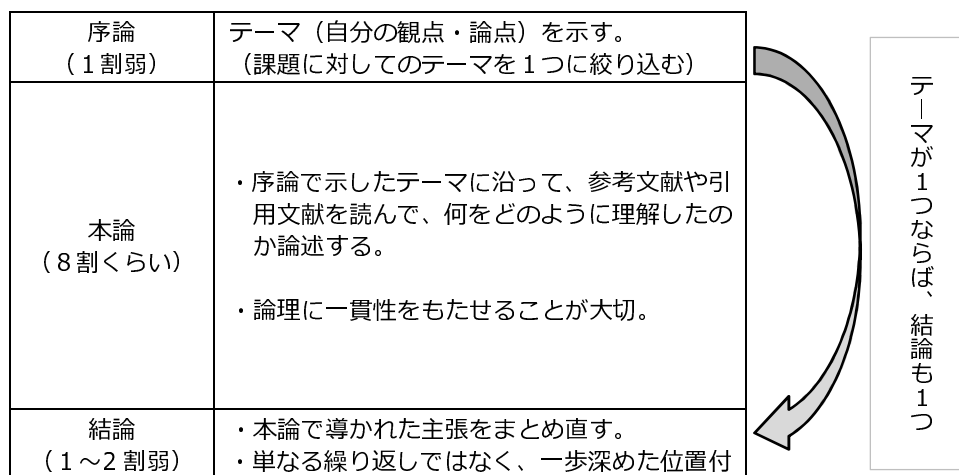 序論
（１割弱）
テーマ（自分の観点・論点）を示す。
（課題に対してのテーマを１つに絞り込む）
本論
（８割くらい）
・序論で示したテーマに沿って、参考文献や引
用文献を読んで、何をどのように理解したの
か論述する。
・論理に一貫性をもたせることが大切。
結論
（１～2 割弱）
・本論で導かれた主張をまとめ直す。
・単なる繰り返しではなく、一歩深めた位置付
テーマが１つならば、結論も１つ